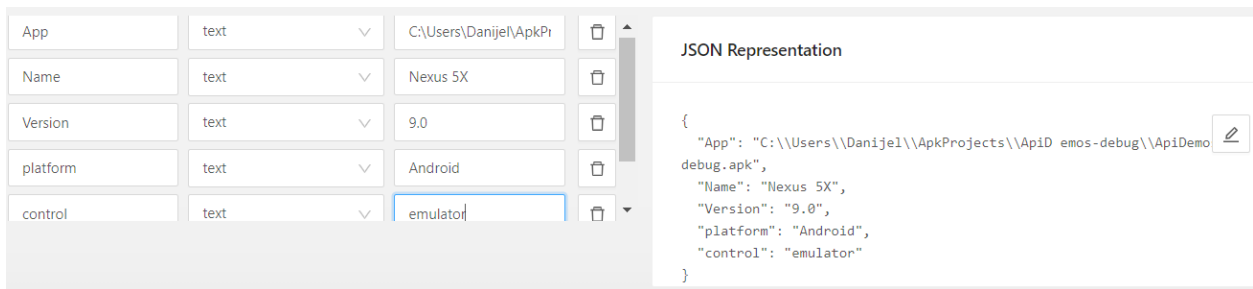 App text C:\Users\Danijel\ApkPr
Name text Nexus 5X
Version text 9.0
platform text Android
control text emulator
JSON Representation
{
"App": "C:\\Users\\Danijel\\ApkProjects\\ApiD emos-debug\\ApiDemo
debug.apk",
"Name": "Nexus 5X",
"Version": "9.0",
"platform": "Android",
"control": "emulator"
}